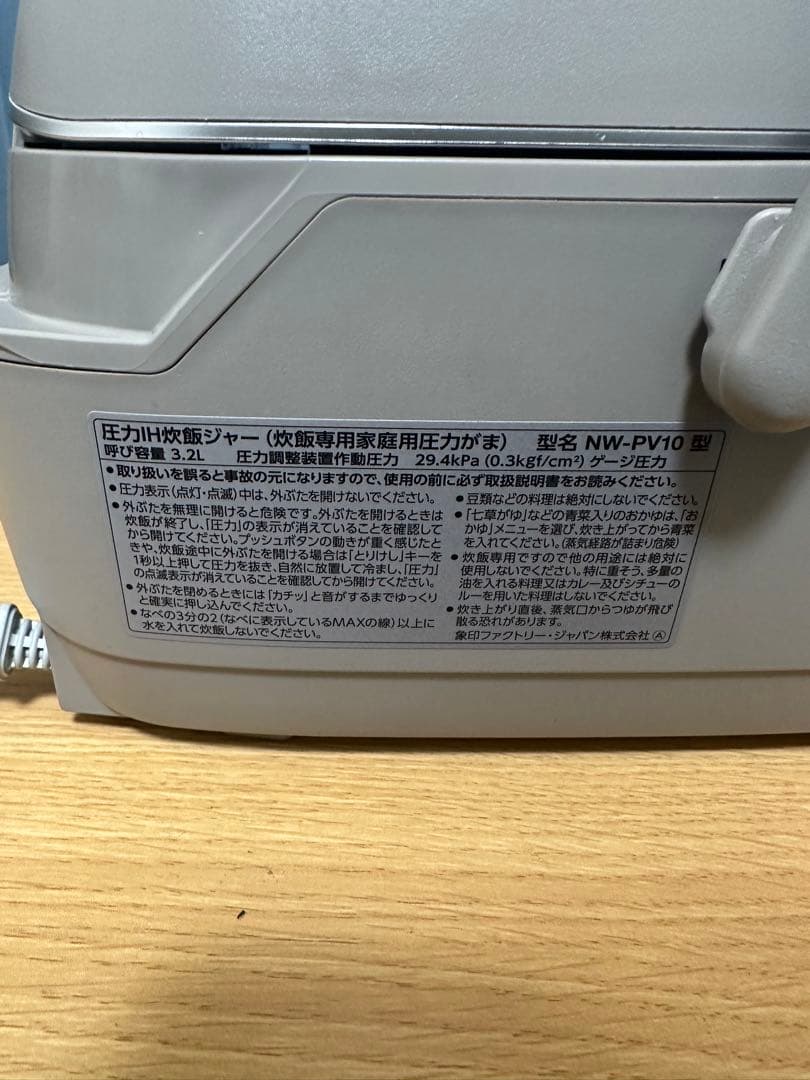 圧力IH炊飯ジャー（炊飯専用家庭用圧力がま） 型名 NW-PV10 型
呼び容量 3.2L 圧力調整装置作動圧力 29.4kPa (0.3kgf/cm²) ゲージ圧力
●取り扱いを誤ると事故の元になりますので、使用の前に必ず取扱説明書をお読みください。
●圧力表示（点灯・点滅）中は、外ぶたを開けないでください。
●外ぶたを無理に開けると危険です。外ぶたを開けるときは
炊飯が終了し、「圧力」の表示が消えていることを確認して
から開けてください。プッシュボタンの動きが重く感じたと
きや、炊飯途中に外ぶたを開ける場合は「とりけし」キーを
1秒以上押して圧力を抜き、自然に放置して冷まし、「圧力」
の点滅表示が消えていることを確認してから開けてください。
●外ぶたを閉めるときには「カチッ」と音がするまでゆっくり
と確実に押し込んでください。
●なべの3分の2（なべに表示しているMAXの線）以上に
水を入れて炊飯しないでください。
●豆類などの料理は絶対にしないでください。
●「七草がゆ」などの青菜入りのおかゆは、「お
かゆ」メニューを選び、炊き上がってから青菜
を入れてください。（蒸気経路が詰まり危険）
●炊飯専用ですので他の用途には絶対に
使用しないでください。特に重そう、多量の
油を入れる料理又はカレー及びシチューの
ルーを用いた料理はしないでください。
●炊き上がり直後、蒸気口からつゆが飛び
散る恐れがあります。
象印ファクトリー・ジャパン株式会社 Ⓐ